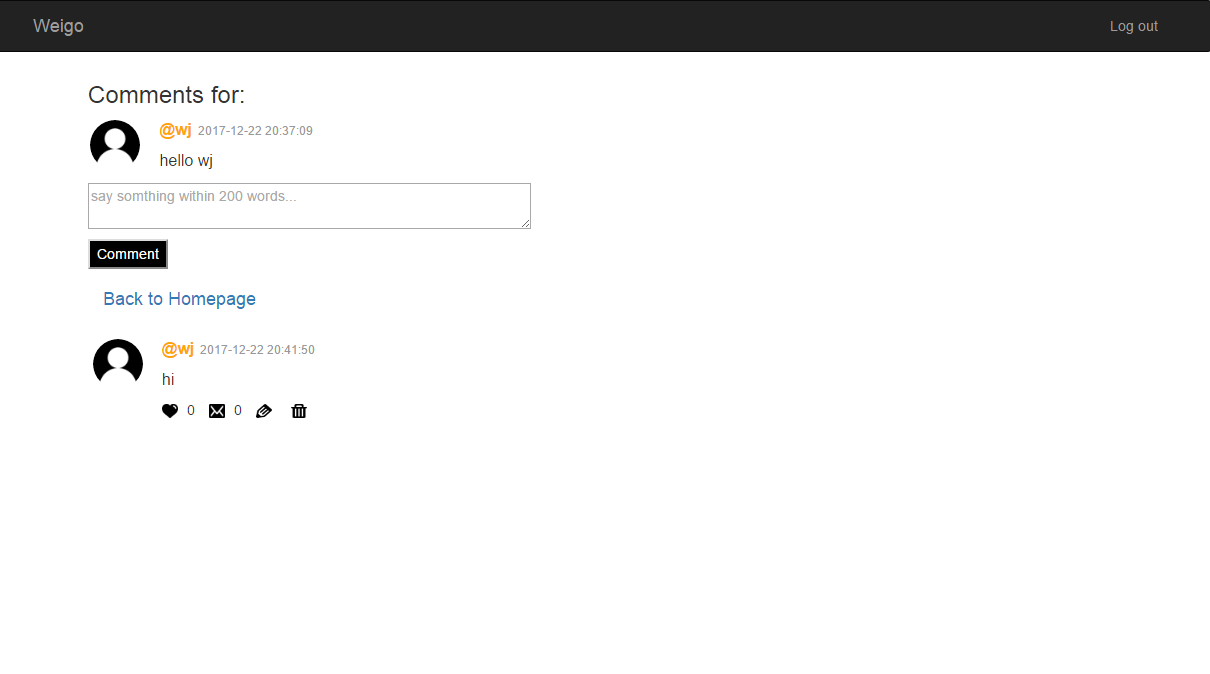 Weigo Log out
Comments for:
@wj 2017-12-22 20:37:09
hello wj
say somthing within 200 words...
Comment
Back to Homepage
@wj 2017-12-22 20:41:50
hi
0 0